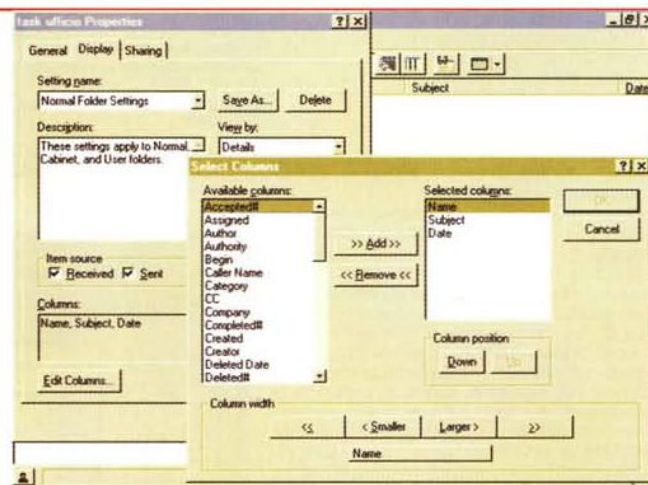 task ufficio Properties
General Display Sharing
Setting name:
Normal Folder Settings
Save As...
Delete
Description:
These settings apply to Normal,
Cabinet, and User folders.
View by:
Details
Item source
Received
Sent
Columns:
Name, Subject, Date
Edit Columns...
Subject
Date
Select Columns
Available columns:
Accepted#
Assigned
Author
Authority
Begin
Caller Name
Category
CC
Company
Completed#
Created
Creator
Deleted Date
Deleted#
>> Add >>
<< Remove <<
Selected columns:
Name
Subject
Date
OK
Cancel
Column position
Down
Up
Column width
<<
< Smaller
Larger >
>>
Name